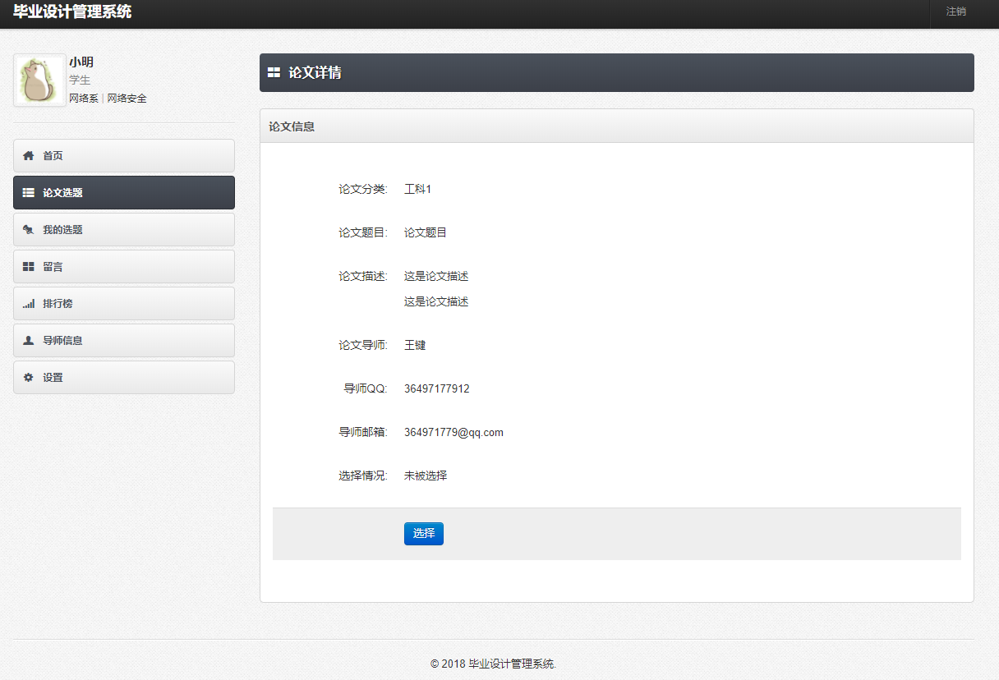 毕业设计管理系统
注销
小明
学生
网络系 | 网络安全
首页
论文选题
我的选题
留言
排行榜
导师信息
设置
论文详情
论文信息
论文分类: 工科1
论文题目: 论文题目
论文描述: 这是论文描述
这是论文描述
论文导师: 王键
导师QQ: 36497177912
导师邮箱: 364971779@qq.com
选择情况: 未被选择
选择
© 2018 毕业设计管理系统.